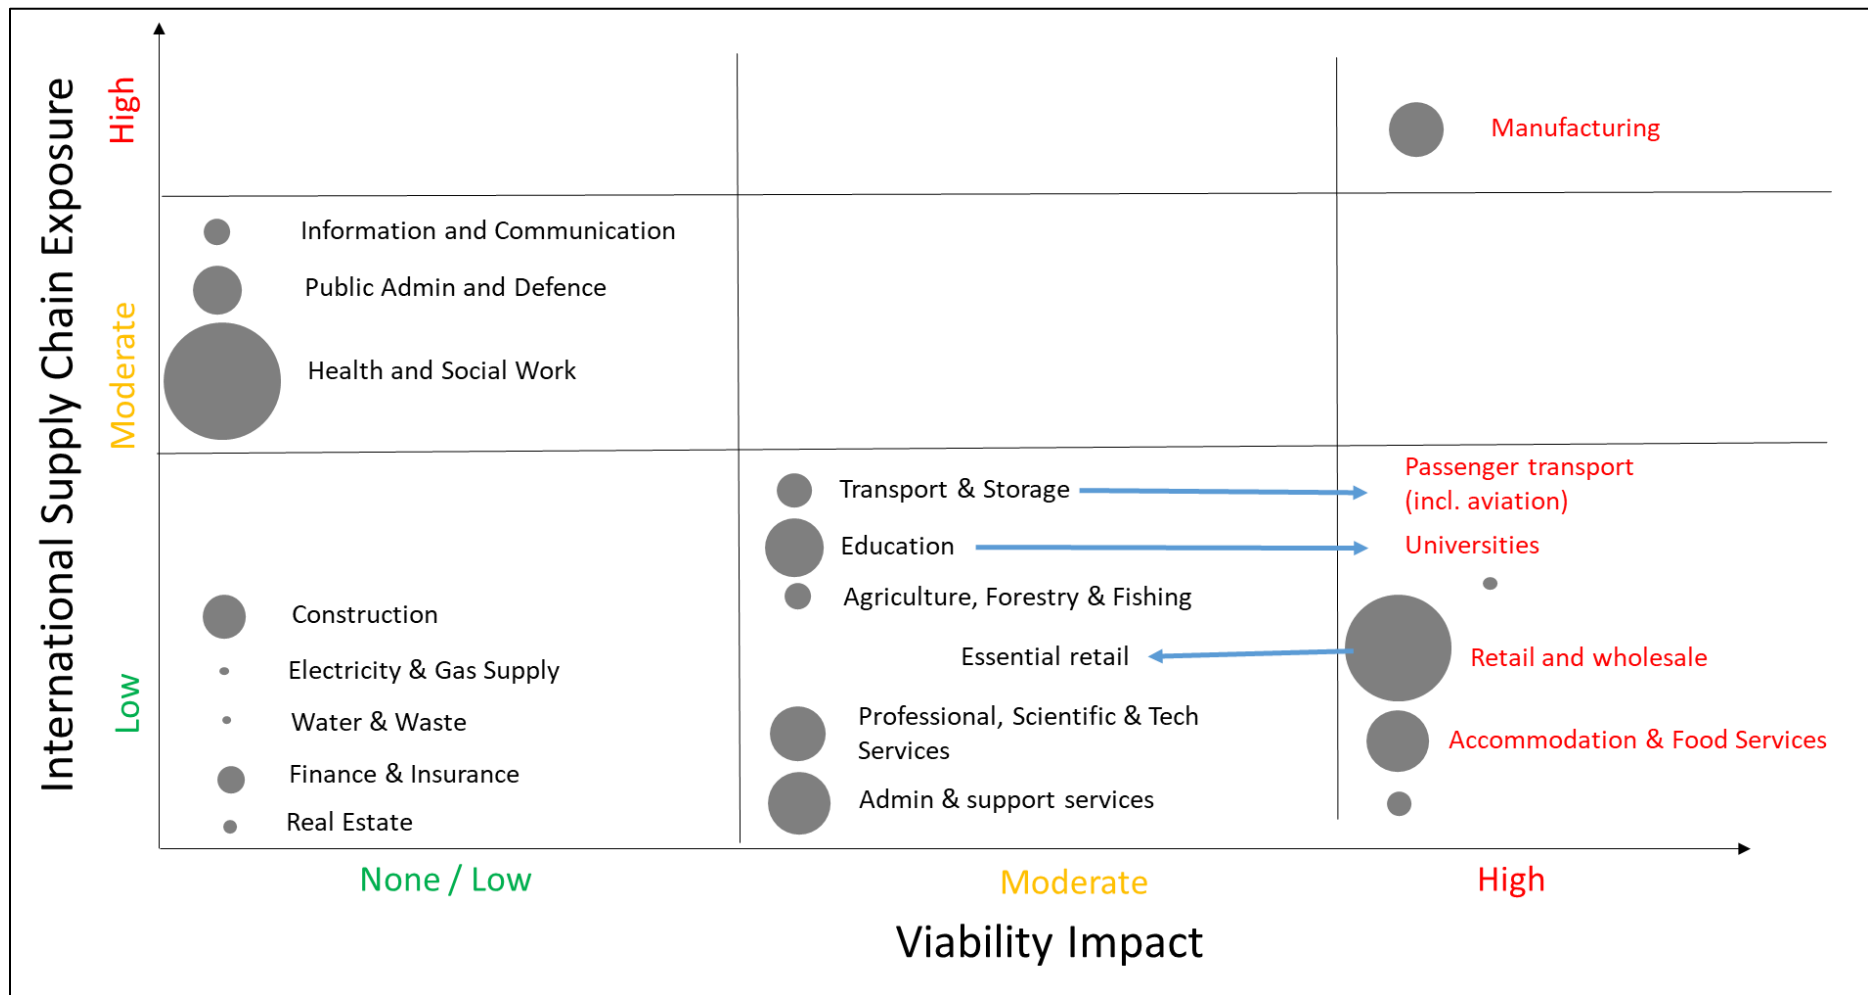 International Supply Chain Exposure
High
Moderate
Low
Manufacturing
Information and Communication
Public Admin and Defence
Health and Social Work
Transport & Storage
Passenger transport
(incl. aviation)
Education
Universities
Agriculture, Forestry & Fishing
Construction
Essential retail
Retail and wholesale
Electricity & Gas Supply
Water & Waste
Professional, Scientific & Tech
Services
Accommodation & Food Services
Finance & Insurance
Admin & support services
Real Estate
None / Low
Moderate
High
Viability Impact